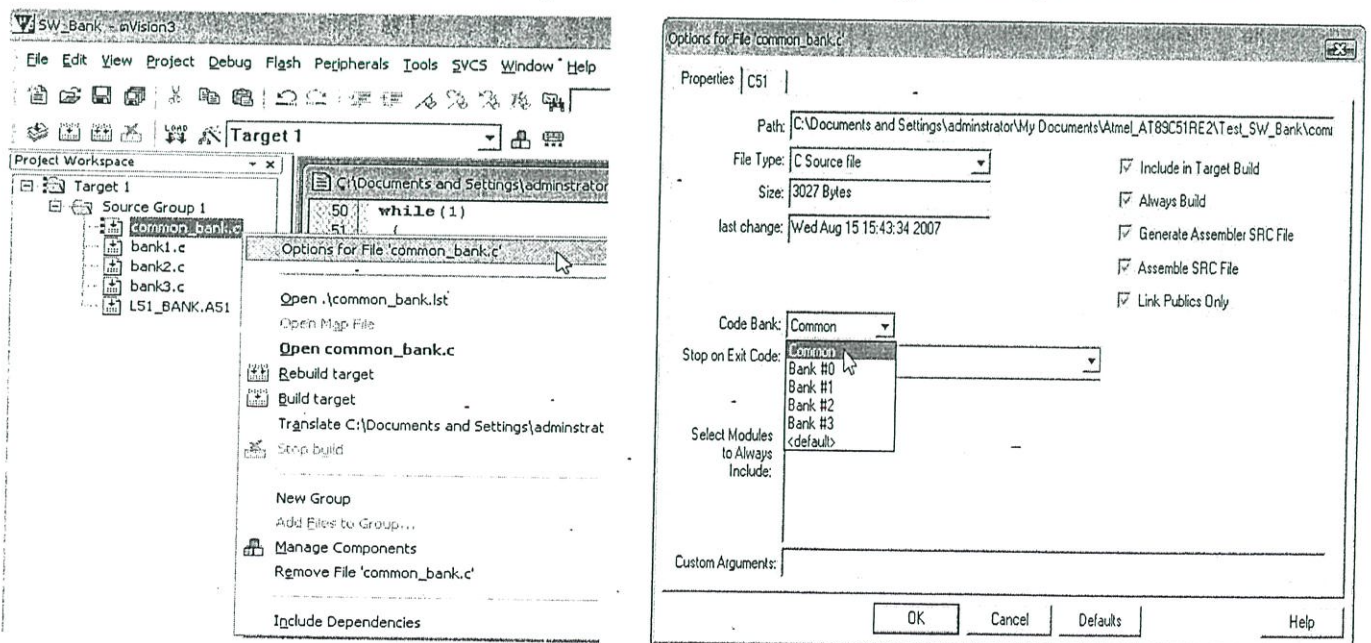 SW_Bank - µVision3
File Edit View Project Debug Flash Peripherals Tools SVCS Window Help
LOAD
Target 1
Project Workspace
Target 1
Source Group 1
common_bank.c
bank1.c
bank2.c
bank3.c
L51_BANK.A51
C:\Documents and Settings\adminstrator
50 while(1)
51 {
Options for File 'common_bank.c'
Open .\common_bank.lst
Open Map File
Open common_bank.c
Rebuild target
Build target
Translate C:\Documents and Settings\adminstrat
Stop build
New Group
Add Files to Group...
Manage Components
Remove File 'common_bank.c'
Include Dependencies
Options for File 'common_bank.c'
Properties C51
Path: C:\Documents and Settings\adminstrator\My Documents\Atmel_AT89C51RE2\Test_SW_Bank\com
File Type: C Source file
Size: 3027 Bytes
last change: Wed Aug 15 15:43:34 2007
Include in Target Build
Always Build
Generate Assembler SRC File
Assemble SRC File
Link Publics Only
Code Bank: Common
Stop on Exit Code:
Common
Bank #0
Bank #1
Bank #2
Bank #3
<default>
Select Modules
to Always
Include:
Custom Arguments:
OK Cancel Defaults Help